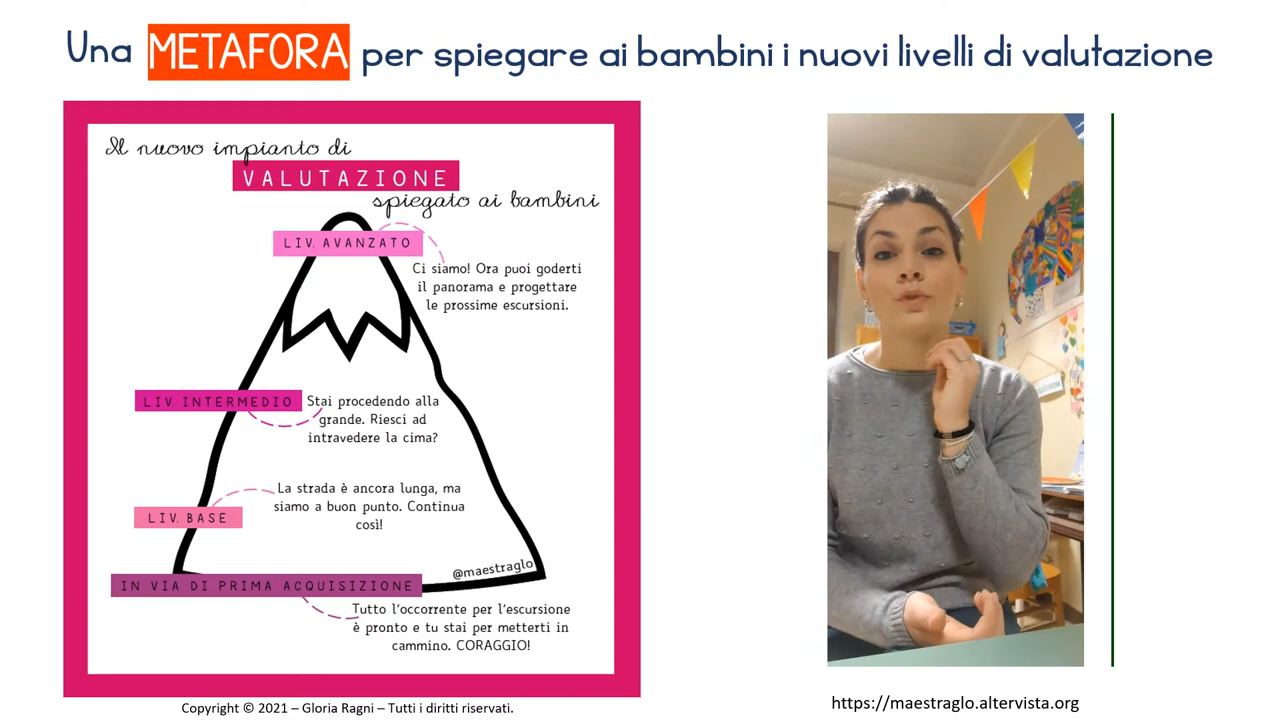 Una METAFORA per spiegare ai bambini i nuovi livelli di valutazione
Il nuovo impianto di
VALUTAZIONE
spiegato ai bambini
LIV. AVANZATO
Ci siamo! Ora puoi goderti
il panorama e progettare
le prossime escursioni.
LIV. INTERMEDIO
Stai procedendo alla
grande. Riesci ad
intravedere la cima?
La strada è ancora lunga, ma
siamo a buon punto. Continua
così!
LIV. BASE
@maestraglo
IN VIA DI PRIMA ACQUISIZIONE
Tutto l'occorrente per l'escursione
è pronto e tu stai per metterti in
cammino. CORAGGIO!
Copyright © 2021 – Gloria Ragni – Tutti i diritti riservati.
https://maestraglo.altervista.org